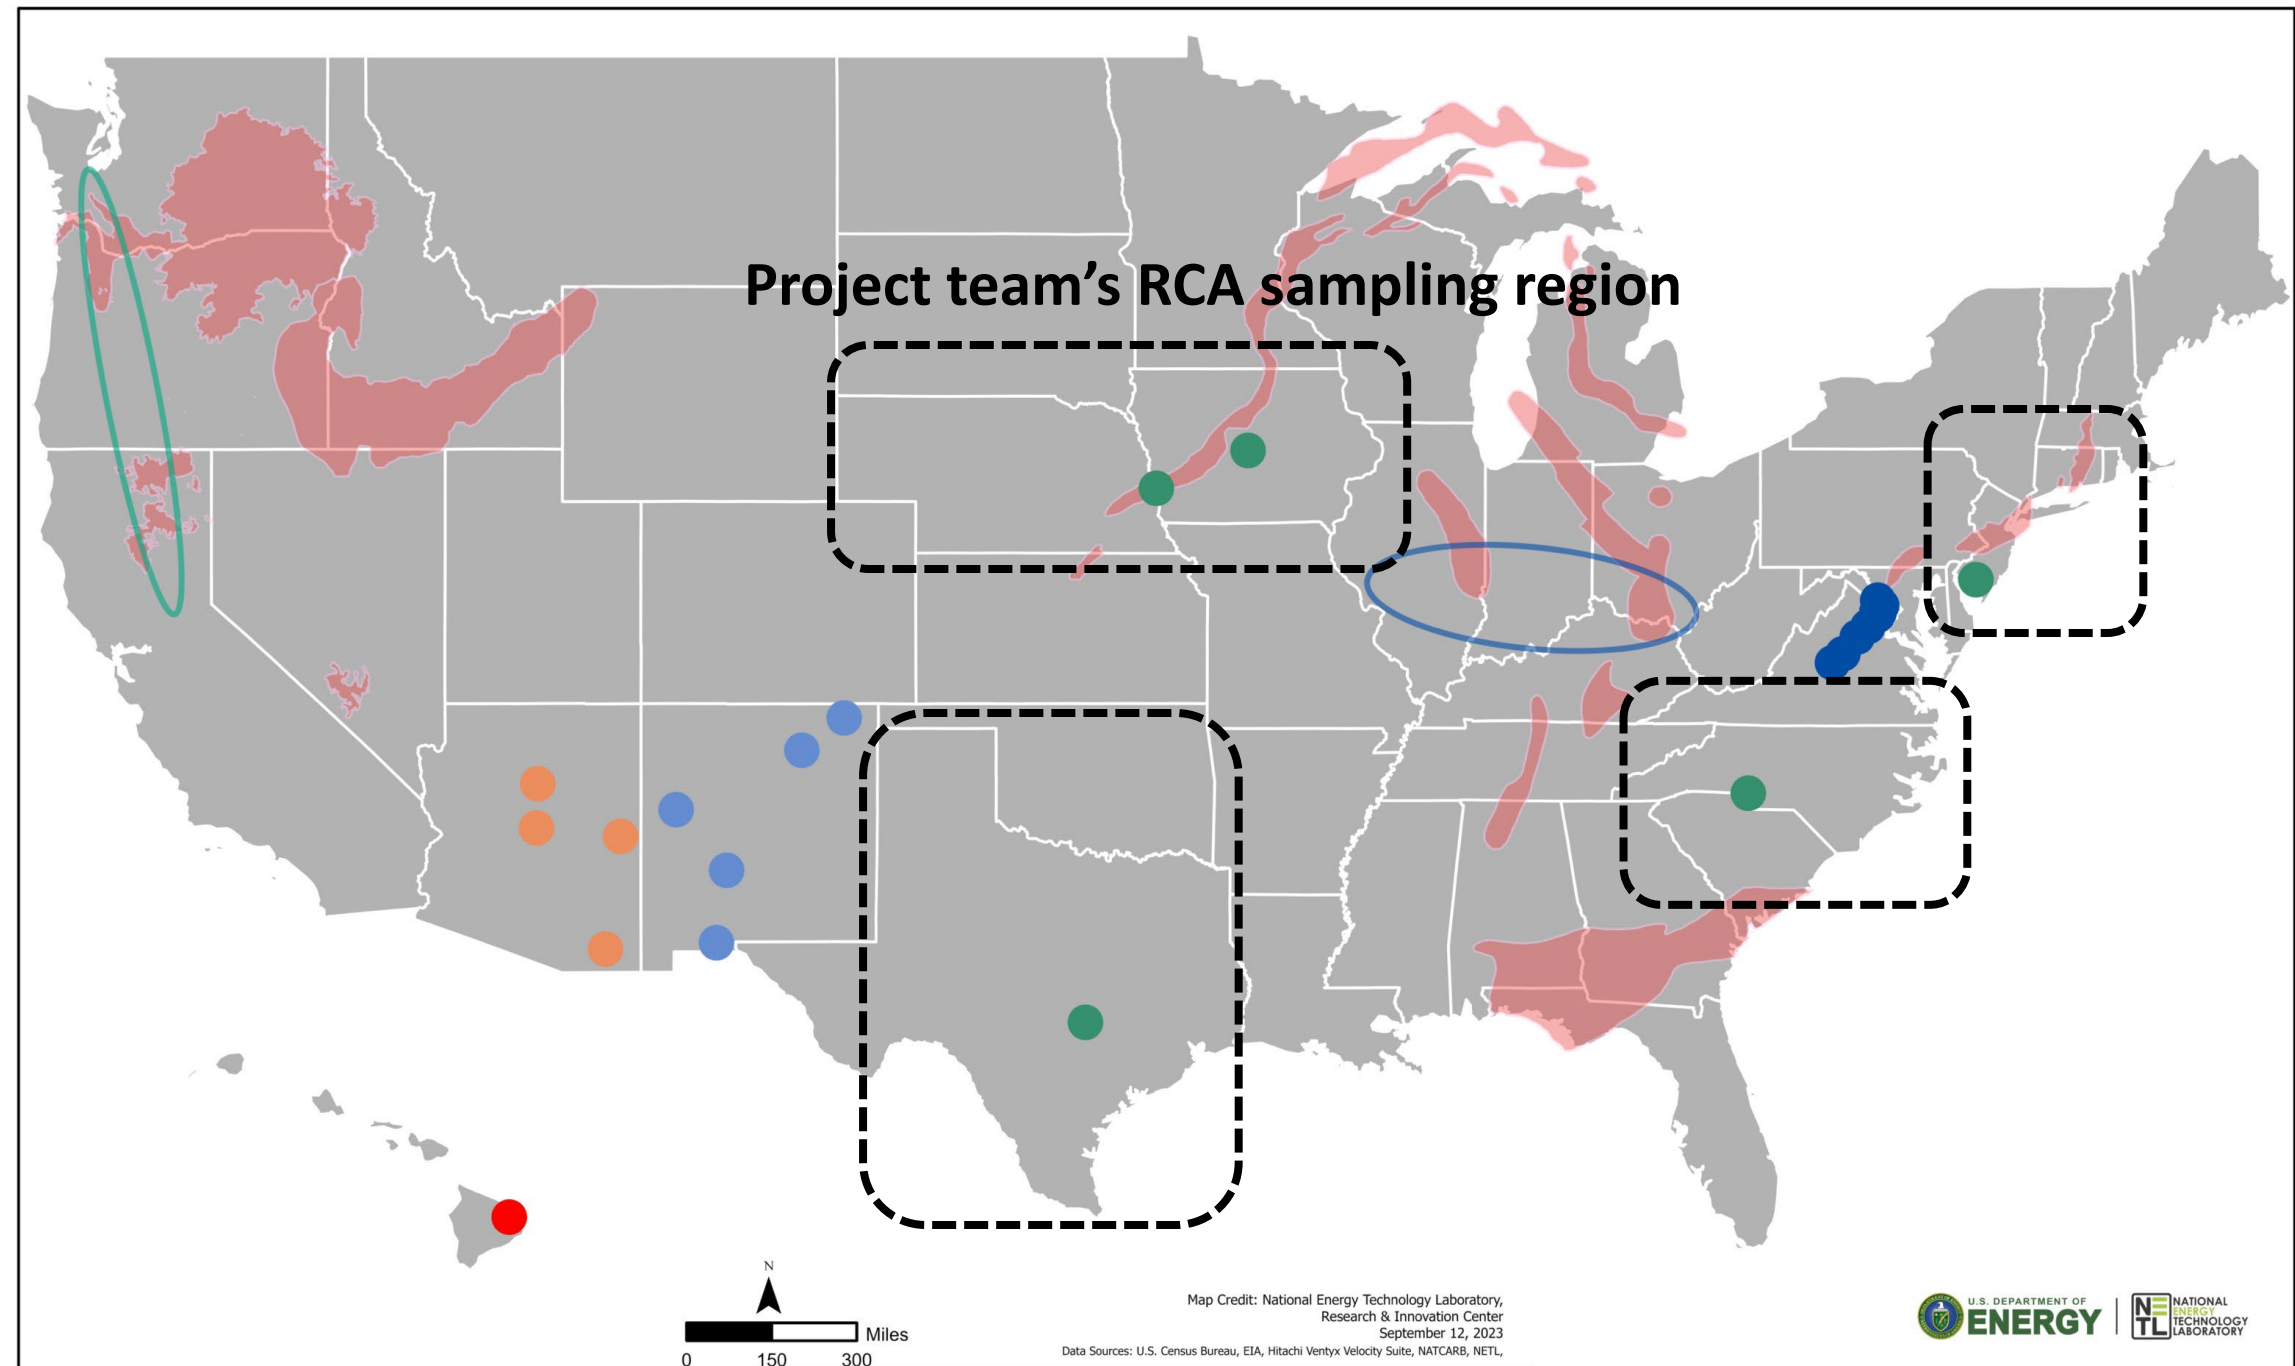 Project team’s RCA sampling region
N
Miles
0 150 300
Map Credit: National Energy Technology Laboratory,
Research & Innovation Center
September 12, 2023
Data Sources: U.S. Census Bureau, EIA, Hitachi Ventyx Velocity Suite, NATCARB, NETL,
U.S. DEPARTMENT OF
ENERGY
NE
TL
NATIONAL
ENERGY
TECHNOLOGY
LABORATORY